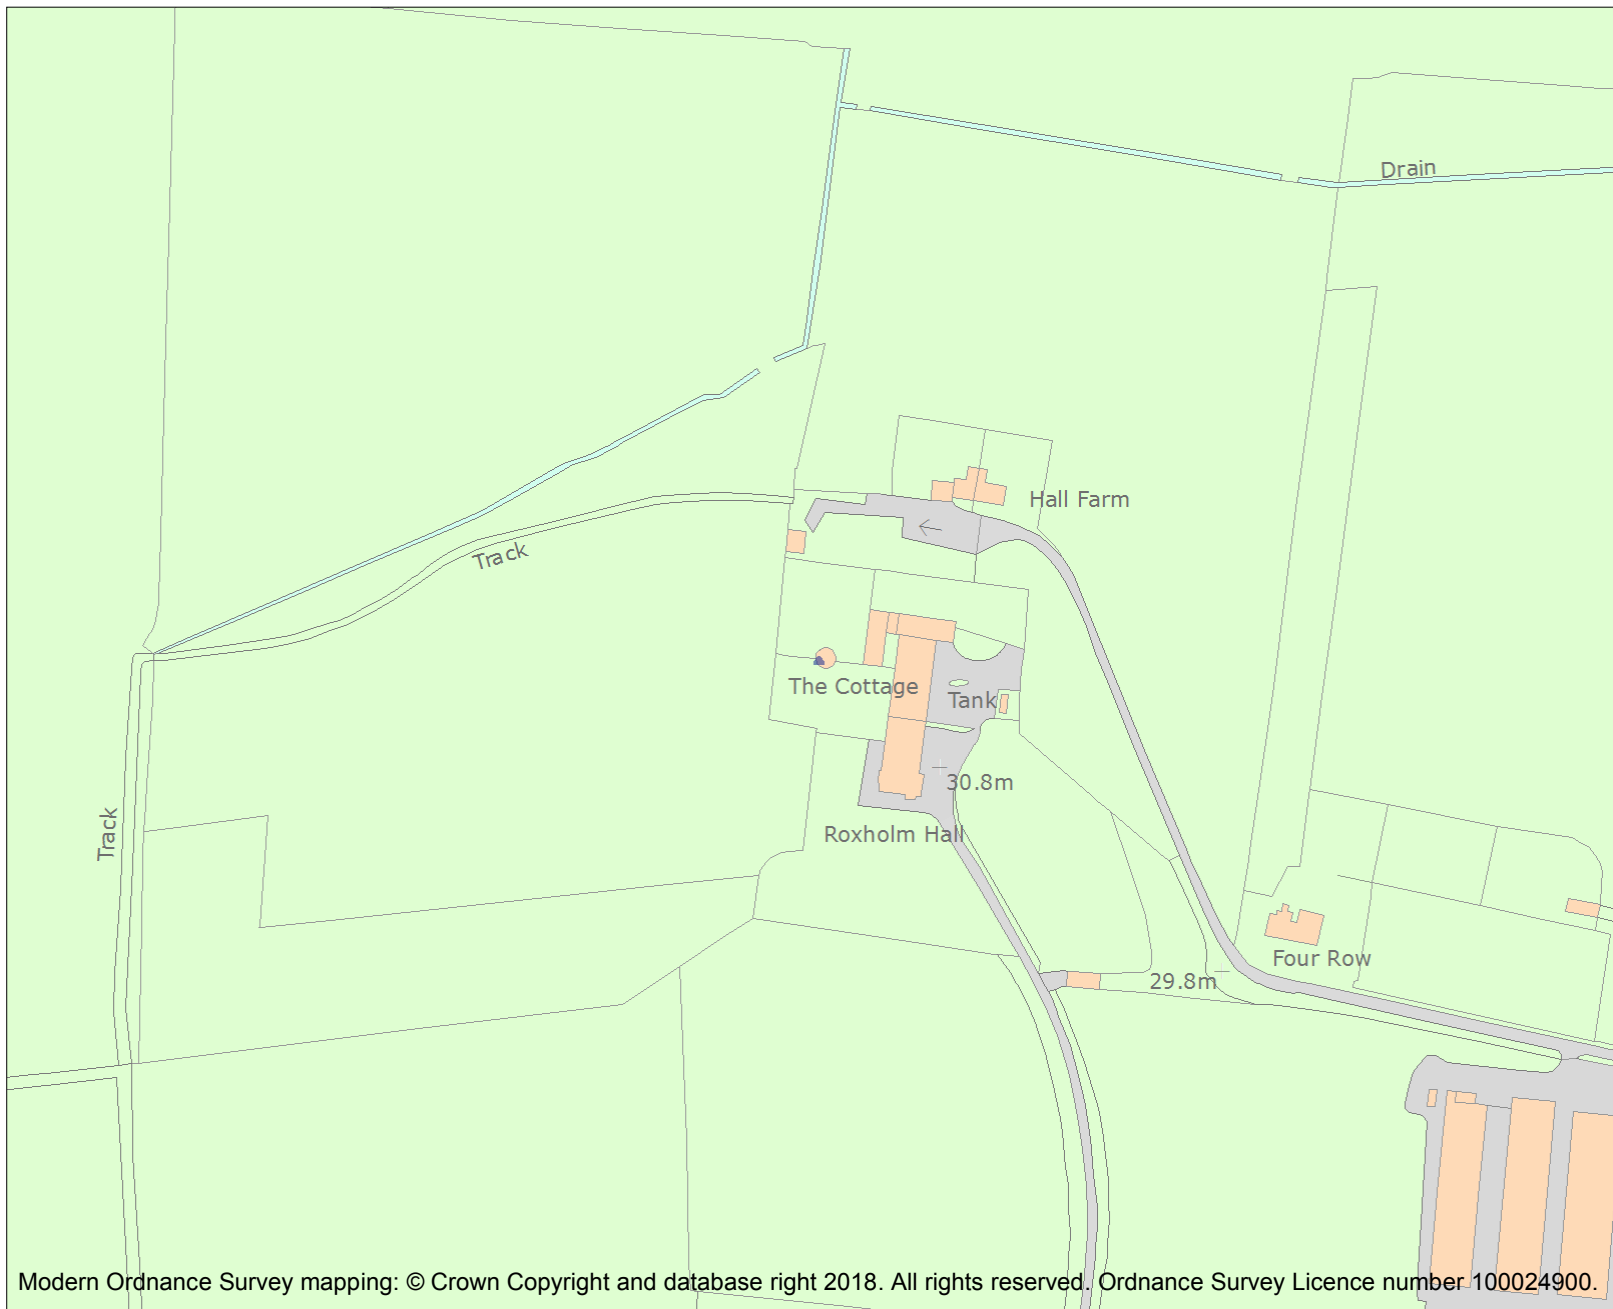 Drain
Hall Farm
Track
The Cottage
Tank
30.8m
Track
Roxholm Hall
Four Row
29.8m
Modern Ordnance Survey mapping: © Crown Copyright and database right 2018. All rights reserved. Ordnance Survey Licence number 100024900.